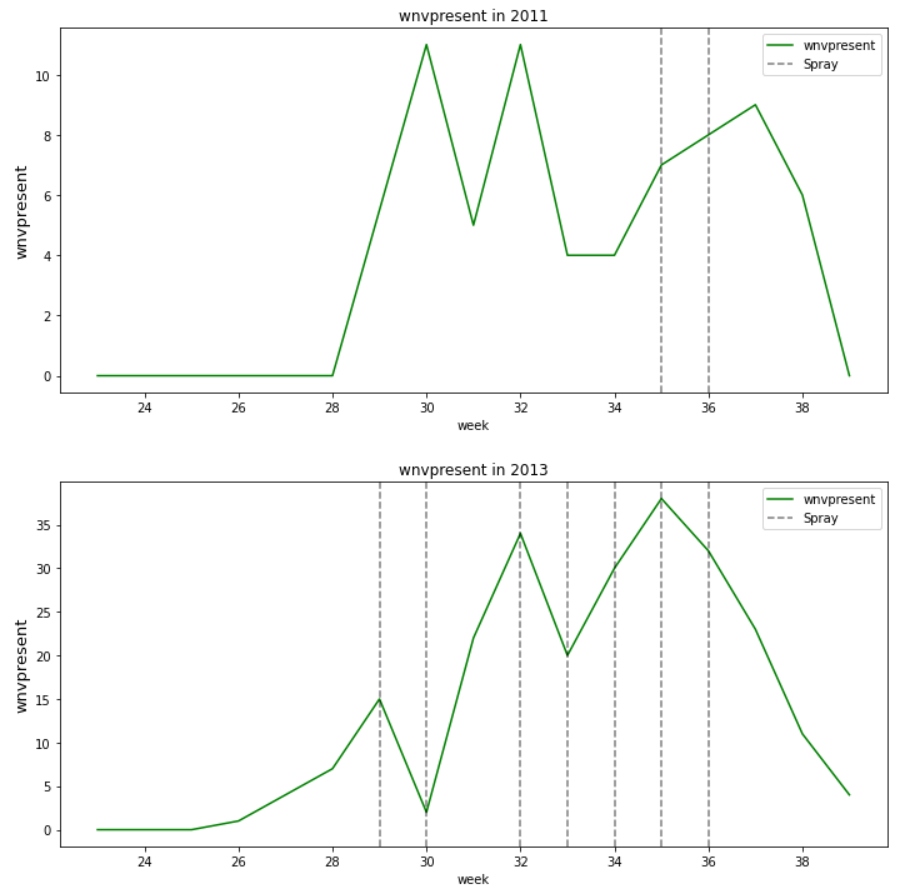 wnvpresent in 2011
wnvpresent
Spray
10
8
6
4
2
0
wnvpresent
24 26 28 30 32 34 36 38
week
wnvpresent in 2013
wnvpresent
Spray
35
30
25
20
15
10
5
0
wnvpresent
24 26 28 30 32 34 36 38
week